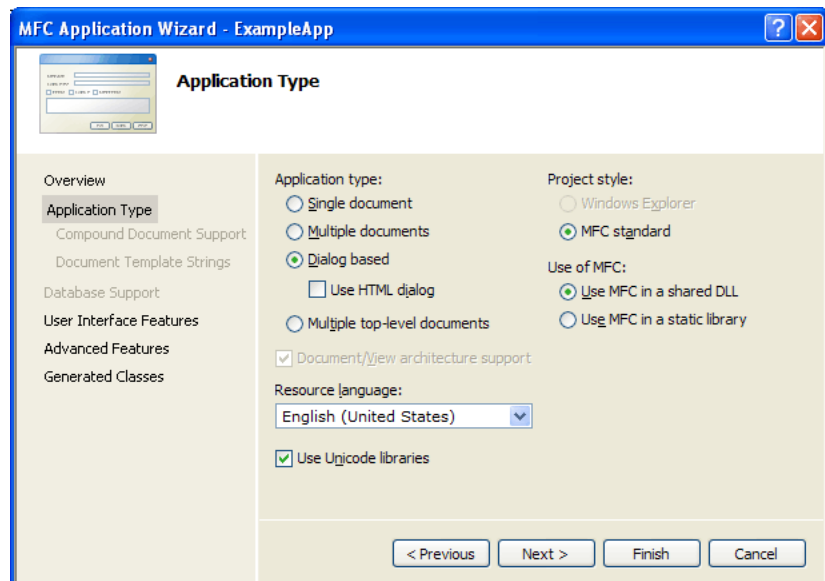 MFC Application Wizard - ExampleApp
Application Type
Overview
Application Type
Compound Document Support
Document Template Strings
Database Support
User Interface Features
Advanced Features
Generated Classes
Application type:
Single document
Multiple documents
Dialog based
Use HTML dialog
Multiple top-level documents
Document/View architecture support
Resource language:
English (United States)
Use Unicode libraries
Project style:
Windows Explorer
MFC standard
Use of MFC:
Use MFC in a shared DLL
Use MFC in a static library
< Previous
Next >
Finish
Cancel